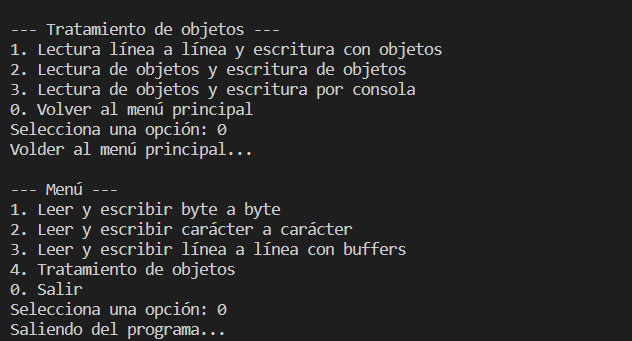 --- Tratamiento de objetos ---
1. Lectura línea a línea y escritura con objetos
2. Lectura de objetos y escritura de objetos
3. Lectura de objetos y escritura por consola
0. Volver al menú principal
Selecciona una opción: 0
Volder al menú principal...

--- Menú ---
1. Leer y escribir byte a byte
2. Leer y escribir carácter a carácter
3. Leer y escribir línea a línea con buffers
4. Tratamiento de objetos
0. Salir
Selecciona una opción: 0
Saliendo del programa...